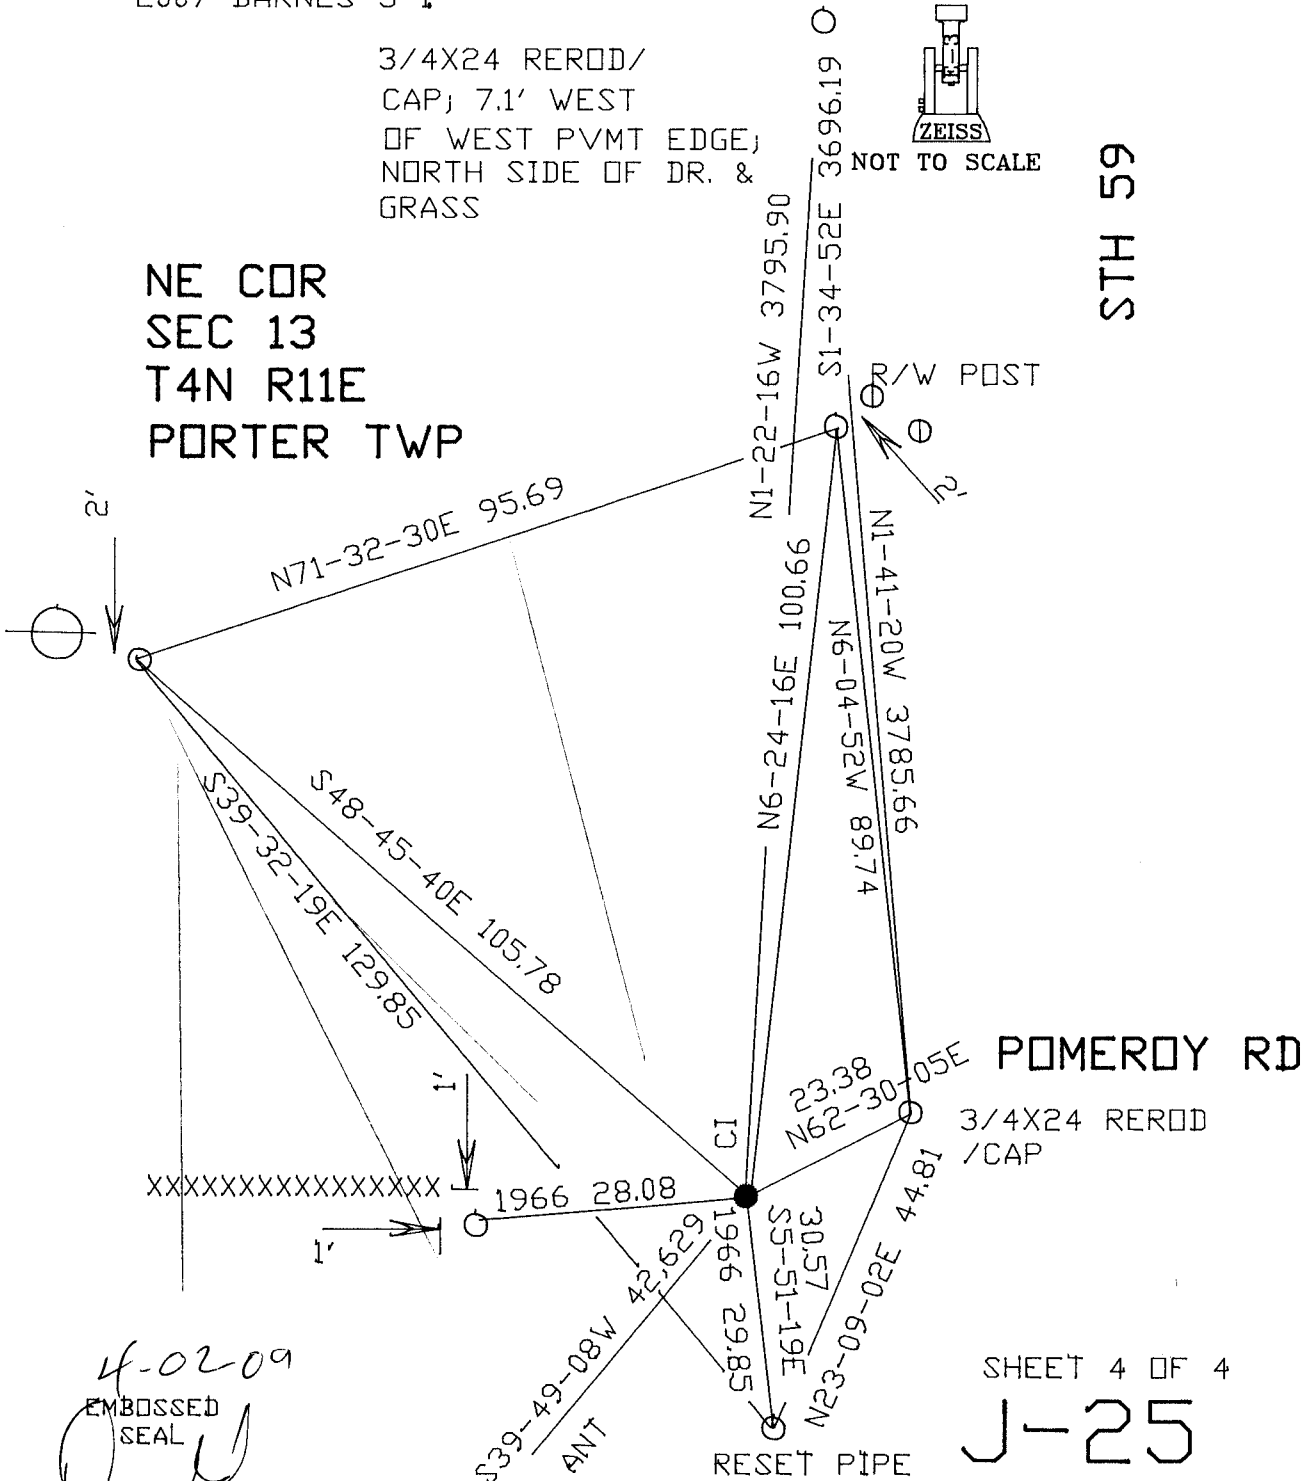 3/4X24 REROD/
CAP; 7.1' WEST
OF WEST PVMT EDGE;
NORTH SIDE OF DR. &
GRASS
ZEISS
NOT TO SCALE
STH 59
NE COR
SEC 13
T4N R11E
PORTER TWP
S1-34-52E 3696.19
N1-22-16W 3795.90
R/W POST
2'
2'
N71-32-30E 95.69
N1-41-20W 3785.66
N6-24-16E 100.66
N6-04-52W 89.74
S48-45-40E 105.78
S39-32-19E 129.85
POMEROY RD
23.38
N62-30-05E
3/4X24 REROD
/CAP
1'
CI
XXXXXXXXXXXXXXXX
1966 28.08
1'
N23-09-02E 44.81
30.57
S5-51-19E
1966 29.85
S39-49-08W 42,629
ANT
4-02-09
EMBOSSED
SEAL
SHEET 4 OF 4
J-25
RESET PIPE